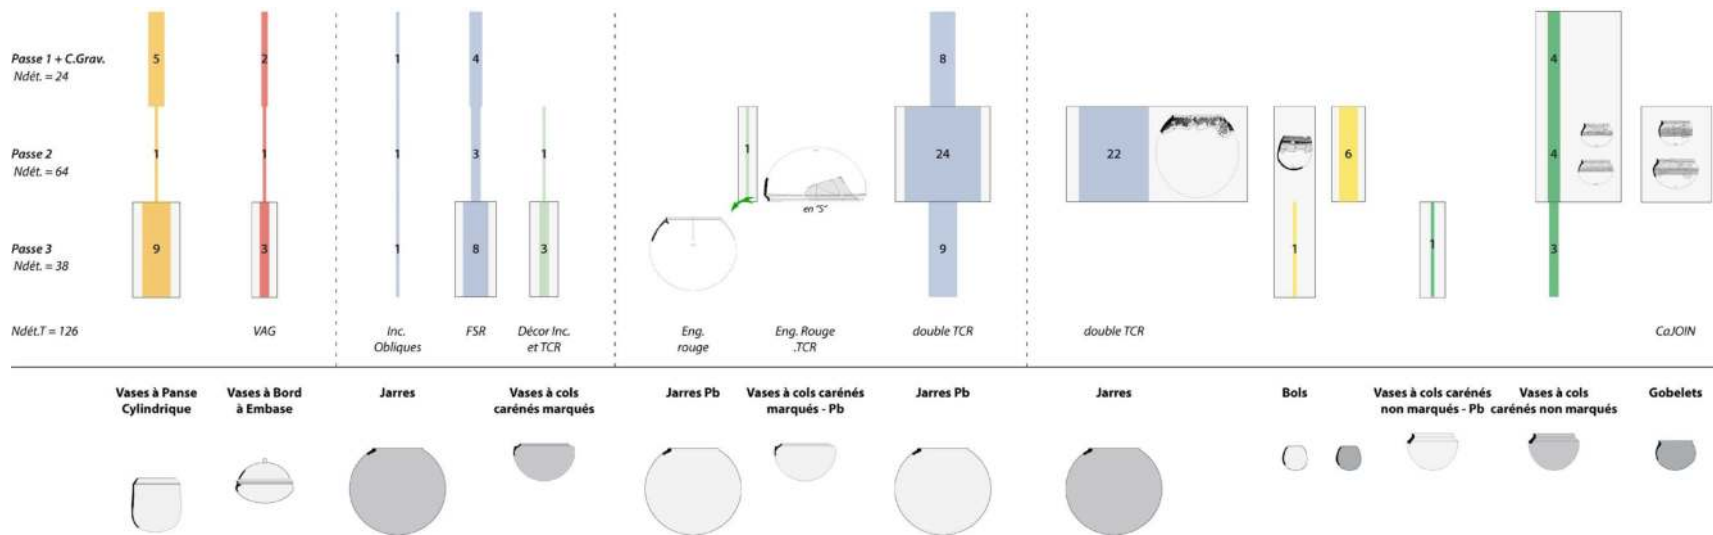 Passe 1 + C.Grav.
Ndét. = 24
5
2
1
4
8
4
Passe 2
Ndét. = 64
1
1
1
3
1
1
en "S"
24
22
6
4
Passe 3
Ndét. = 38
9
3
1
8
3
9
1
1
3
Ndét.T = 126
VAG
Inc.
Obliques
FSR
Décor Inc.
et TCR
Eng.
rouge
Eng. Rouge
.TCR
double TCR
double TCR
CaJOIN
Vases à Panse
Cylindrique
Vases à Bord
à Embase
Jarres
Vases à cols
carénés marqués
Jarres Pb
Vases à cols carénés
marqués - Pb
Jarres Pb
Jarres
Bols
Vases à cols carénés
non marqués - Pb
Vases à cols
carénés non marqués
Gobelets